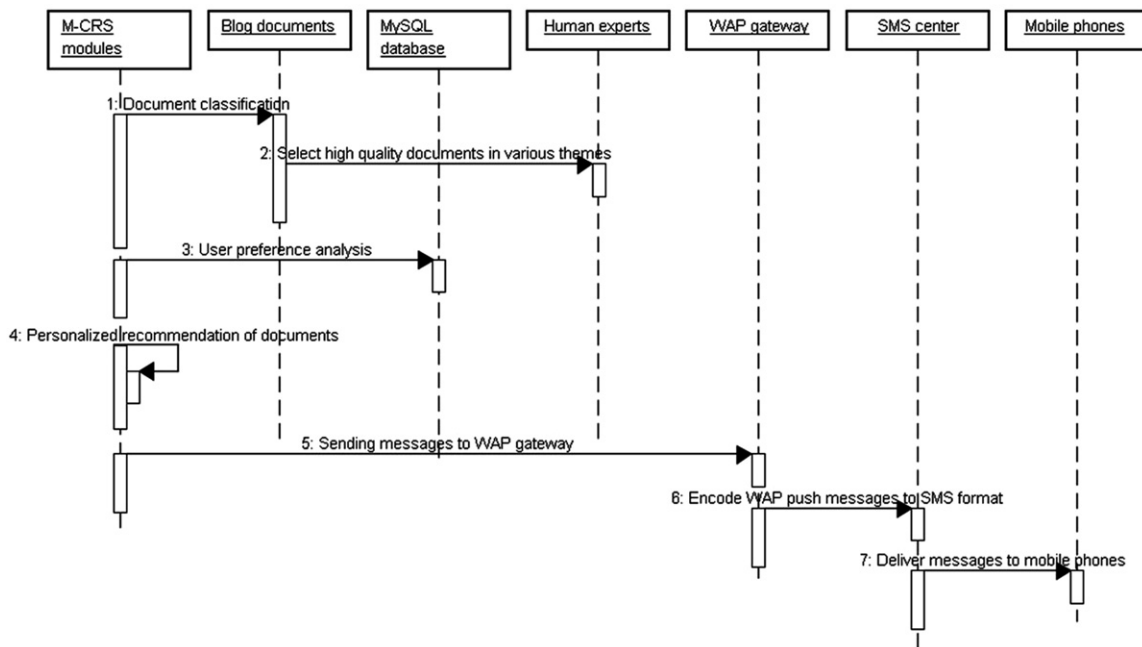 M-CRS
modules
Blog documents
MySQL
database
Human experts
WAP gateway
SMS center
Mobile phones
1: Document classification
2: Select high quality documents in various themes
3: User preference analysis
4: Personalized recommendation of documents
5: Sending messages to WAP gateway
6: Encode WAP push messages to SMS format
7: Deliver messages to mobile phones